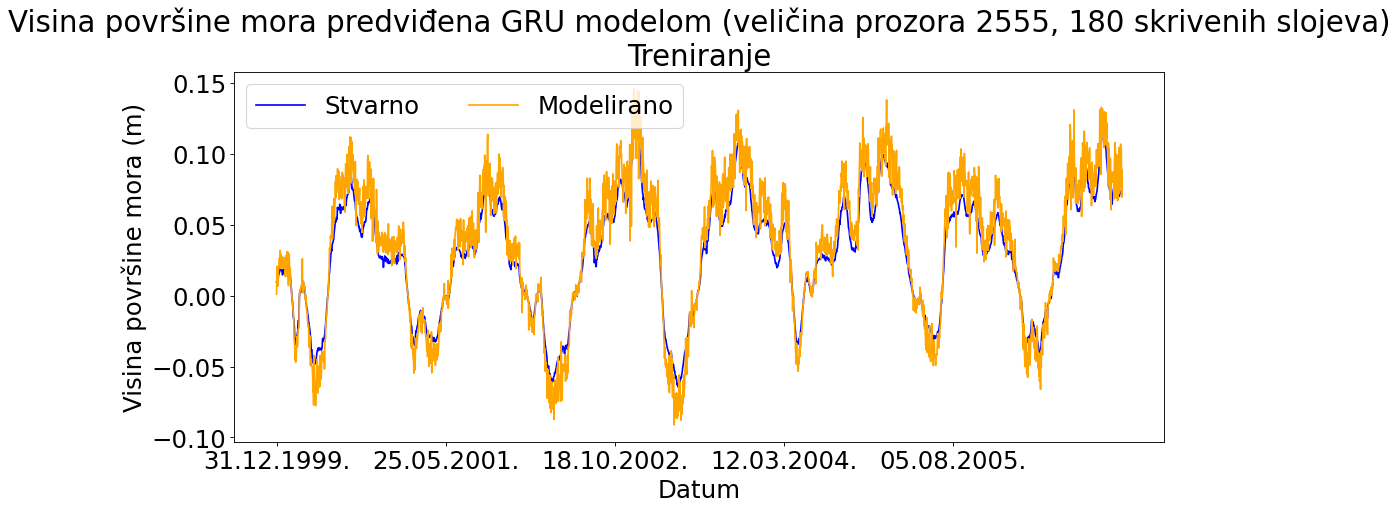 Visina površine mora predviđena GRU modelom (veličina prozora 2555, 180 skrivenih slojeva)
Treniranje
Stvarno
Modelirano
Visina površine mora (m)
0.15
0.10
0.05
0.00
−0.05
−0.10
31.12.1999.
25.05.2001.
18.10.2002.
12.03.2004.
05.08.2005.
Datum